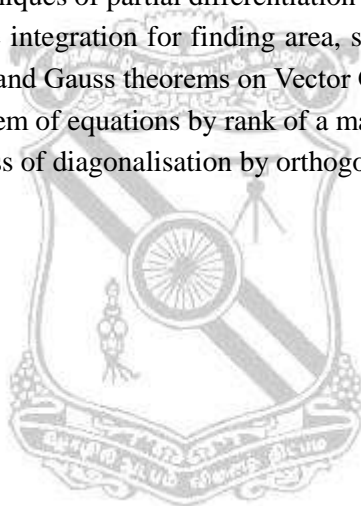 niques of partial differentiation
integration for finding area, s
and Gauss theorems on Vector
em of equations by rank of a ma
ss of diagonalisation by orthogo